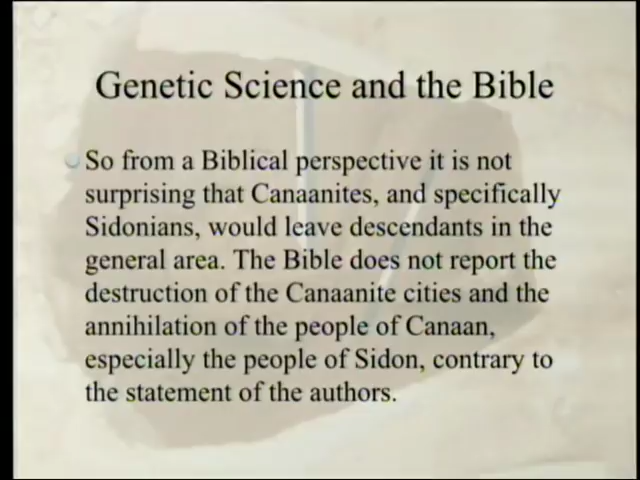 Genetic Science and the Bible
So from a Biblical perspective it is not
surprising that Canaanites, and specifically
Sidonians, would leave descendants in the
general area. The Bible does not report the
destruction of the Canaanite cities and the
annihilation of the people of Canaan,
especially the people of Sidon, contrary to
the statement of the authors.